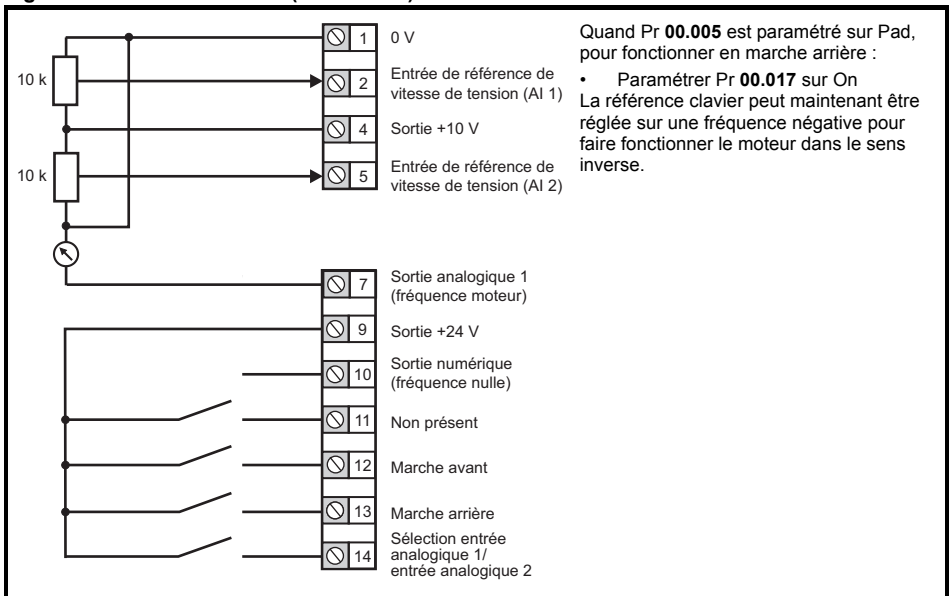 1 0 V
10 k
2 Entrée de référence de
vitesse de tension (AI 1)
4 Sortie +10 V
10 k
5 Entrée de référence de
vitesse de tension (AI 2)
7 Sortie analogique 1
(fréquence moteur)
9 Sortie +24 V
10 Sortie numérique
(fréquence nulle)
11 Non présent
12 Marche avant
13 Marche arrière
14 Sélection entrée
analogique 1/
entrée analogique 2
Quand Pr 00.005 est paramétré sur Pad,
pour fonctionner en marche arrière :
• Paramétrer Pr 00.017 sur On
La référence clavier peut maintenant être
réglée sur une fréquence négative pour
faire fonctionner le moteur dans le sens
inverse.